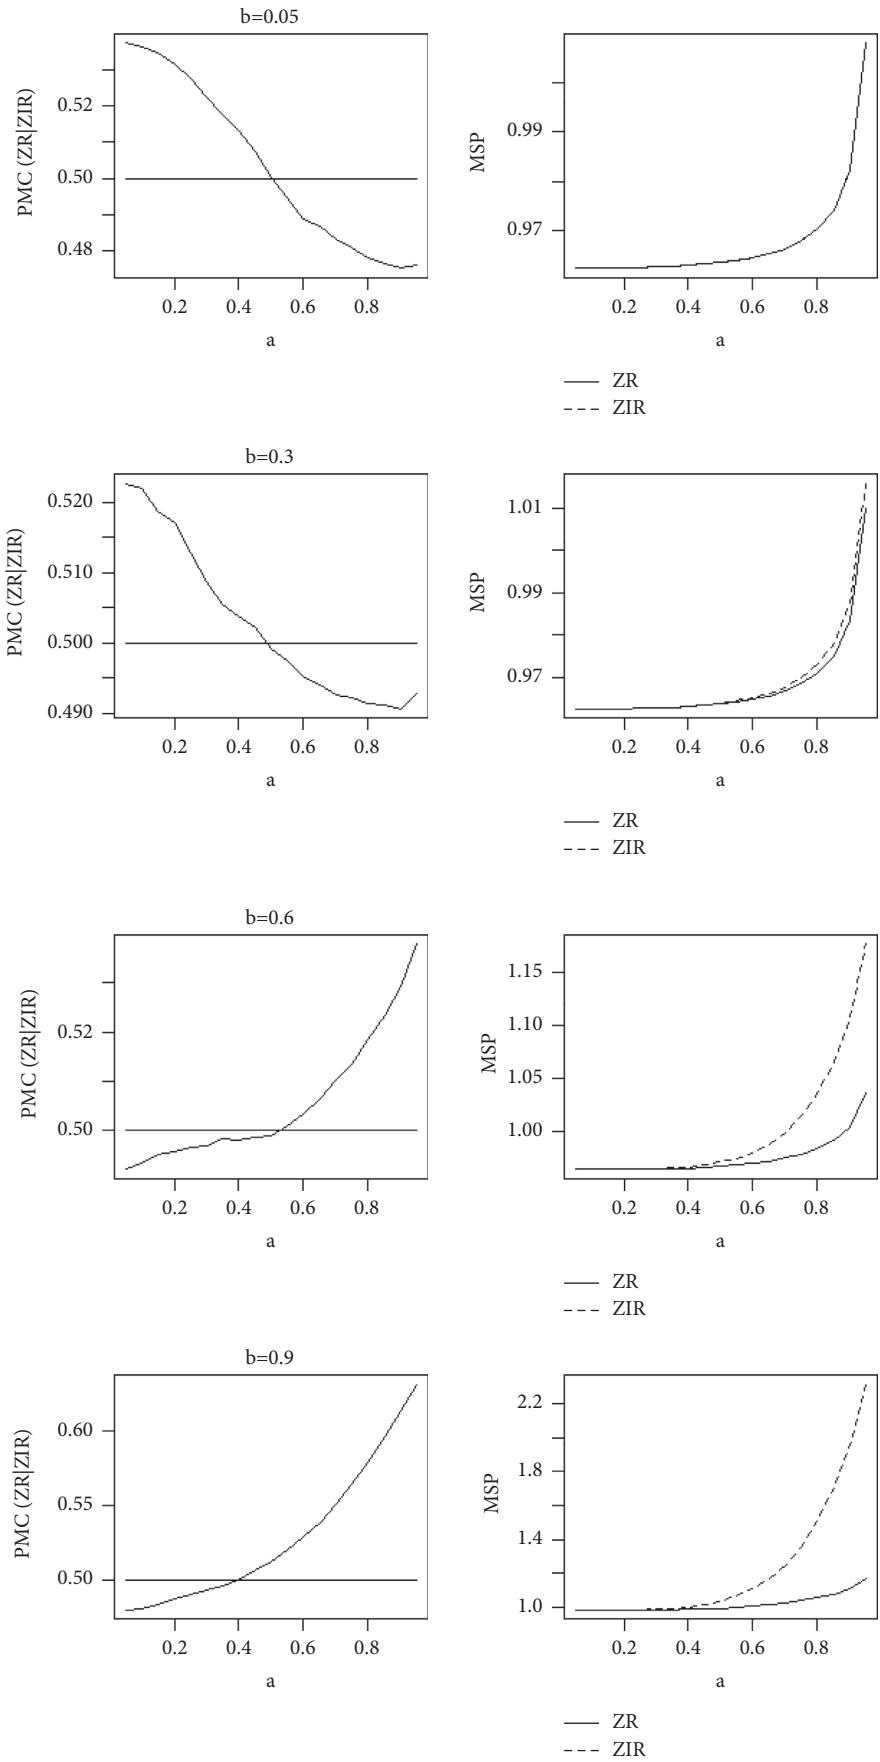 b=0.05
PMC (ZR|ZIR)
0.52
0.50
0.48
0.2 0.4 0.6 0.8
a
MSP
0.99
0.97
0.2 0.4 0.6 0.8
a
ZR
ZIR
b=0.3
PMC (ZR|ZIR)
0.520
0.510
0.500
0.490
0.2 0.4 0.6 0.8
a
MSP
1.01
0.99
0.97
0.2 0.4 0.6 0.8
a
ZR
ZIR
b=0.6
PMC (ZR|ZIR)
0.52
0.50
0.2 0.4 0.6 0.8
a
MSP
1.15
1.10
1.05
1.00
0.2 0.4 0.6 0.8
a
ZR
ZIR
b=0.9
PMC (ZR|ZIR)
0.60
0.55
0.50
0.2 0.4 0.6 0.8
a
MSP
2.2
1.8
1.4
1.0
0.2 0.4 0.6 0.8
a
ZR
ZIR